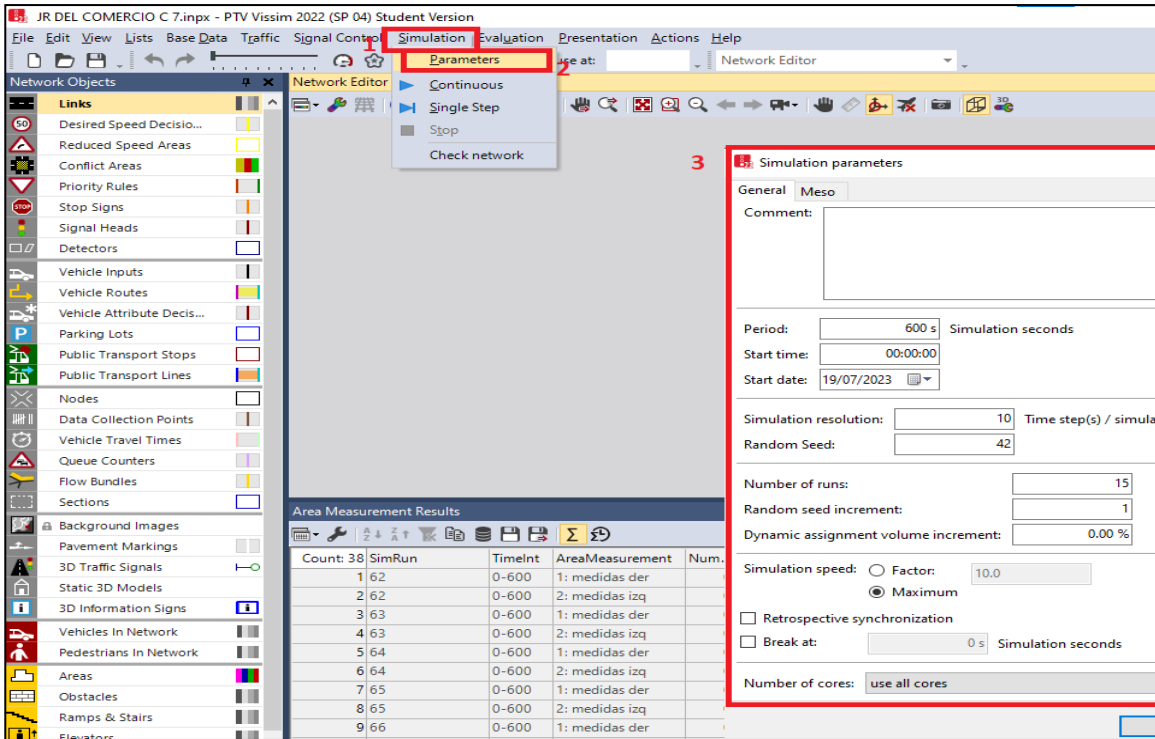 JR DEL COMERCIO C 7.inpx - PTV Vissim 2022 (SP 04) Student Version
File Edit View Lists Base Data Traffic Signal Control Simulation Evaluation Presentation Actions Help
1
Parameters
2
use at:
Network Editor
Continuous
Single Step
Stop
Check network
Network Objects
Links
50
Desired Speed Decisio...
Reduced Speed Areas
Conflict Areas
Priority Rules
STOP
Stop Signs
Signal Heads
Detectors
Vehicle Inputs
Vehicle Routes
Vehicle Attribute Decis...
P
Parking Lots
Public Transport Stops
Public Transport Lines
Nodes
Data Collection Points
Vehicle Travel Times
Queue Counters
Flow Bundles
Sections
Background Images
Pavement Markings
3D Traffic Signals
Static 3D Models
3D Information Signs
Vehicles In Network
Pedestrians In Network
Areas
Obstacles
Ramps & Stairs
Elevators
Network Editor
3D
3
Simulation parameters
General Meso
Comment:
Period: 600 s Simulation seconds
Start time: 00:00:00
Start date: 19/07/2023
Simulation resolution: 10 Time step(s) / simula
Random Seed: 42
Number of runs: 15
Random seed increment: 1
Dynamic assignment volume increment: 0.00 %
Simulation speed: Factor: 10.0
Maximum
Retrospective synchronization
Break at: 0 s Simulation seconds
Number of cores: use all cores
Area Measurement Results
Count: 38 SimRun TimeInt AreaMeasurement Num.
1 62 0-600 1: medidas der
2 62 0-600 2: medidas izq
3 63 0-600 1: medidas der
4 63 0-600 2: medidas izq
5 64 0-600 1: medidas der
6 64 0-600 2: medidas izq
7 65 0-600 1: medidas der
8 65 0-600 2: medidas izq
9 66 0-600 1: medidas der